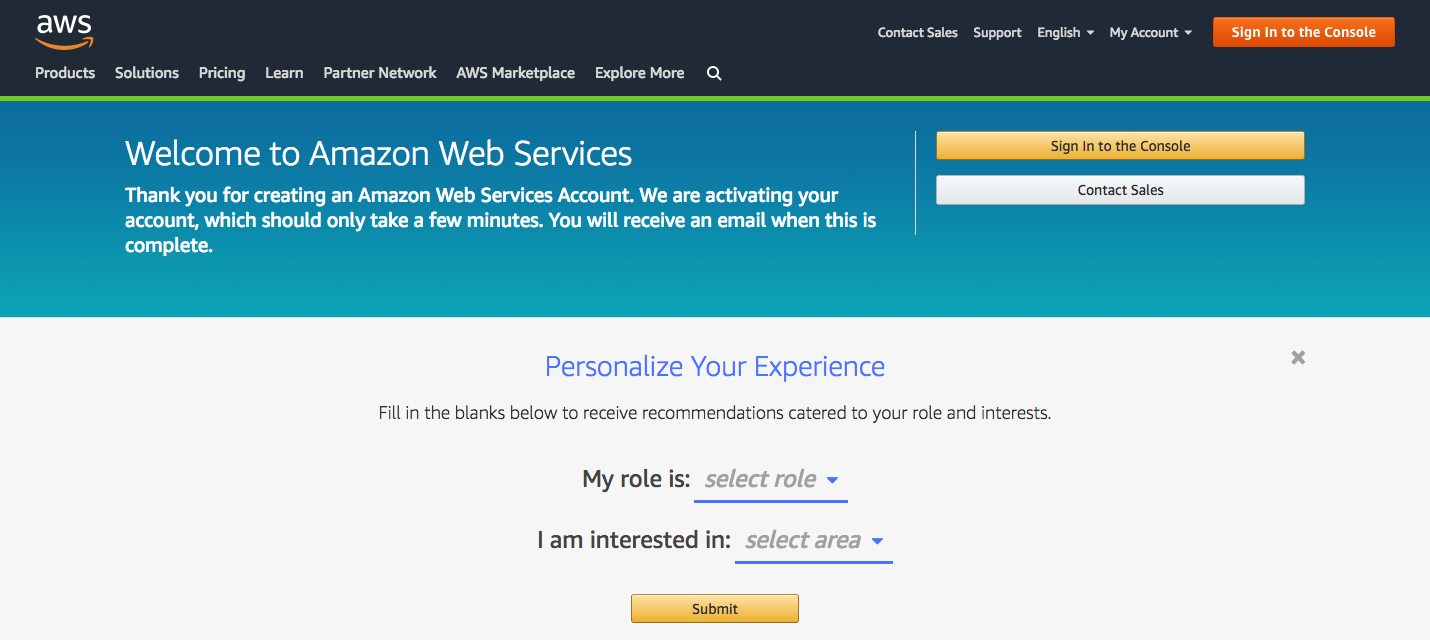 aws
Contact Sales Support English My Account Sign In to the Console
Products Solutions Pricing Learn Partner Network AWS Marketplace Explore More
Welcome to Amazon Web Services
Thank you for creating an Amazon Web Services Account. We are activating your
account, which should only take a few minutes. You will receive an email when this is
complete.
Sign In to the Console
Contact Sales
Personalize Your Experience
Fill in the blanks below to receive recommendations catered to your role and interests.
My role is: select role
I am interested in: select area
Submit